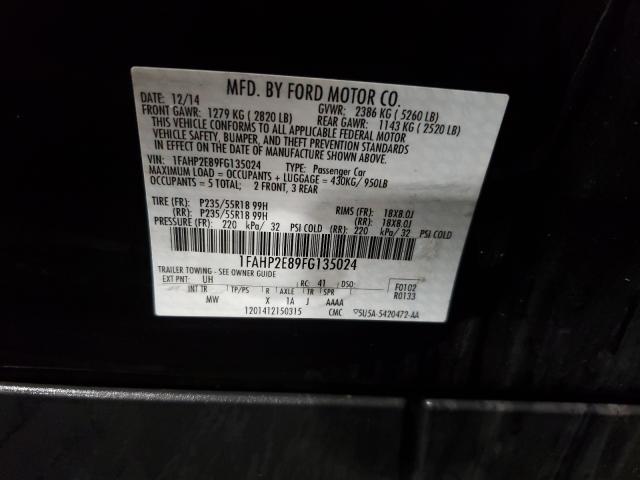 MFD. BY FORD MOTOR CO.
DATE: 12/14 GVWR: 2386 KG ( 5260 LB)
FRONT GAWR: 1279 KG ( 2820 LB) REAR GAWR: 1143 KG ( 2520 LB)
THIS VEHICLE CONFORMS TO ALL APPLICABLE FEDERAL MOTOR
VEHICLE SAFETY, BUMPER, AND THEFT PREVENTION STANDARDS
IN EFFECT ON THE DATE OF MANUFACTURE SHOWN ABOVE.
VIN: 1FAHP2E89FG135024 TYPE: Passenger Car
MAXIMUM LOAD = OCCUPANTS + LUGGAGE = 430KG/ 950LB
OCCUPANTS = 5 TOTAL; 2 FRONT, 3 REAR
TIRE (FR): P235/55R18 99H RIMS (FR): 18X8.0J
(RR): P235/55R18 99H (RR): 18X8.0J
PRESSURE (FR): 220 kPa/ 32 PSI COLD (RR): 220 kPa/ 32 PSI COLD
1FAHP2E89FG135024
TRAILER TOWING - SEE OWNER GUIDE
EXT PNT: UH RC: 41 DSO: F0102
INT TR TP/PS R AXLE TR SPR R0133
MW X 1A J AAAA
1201412150315 CMC 5U5A-5420472-AA